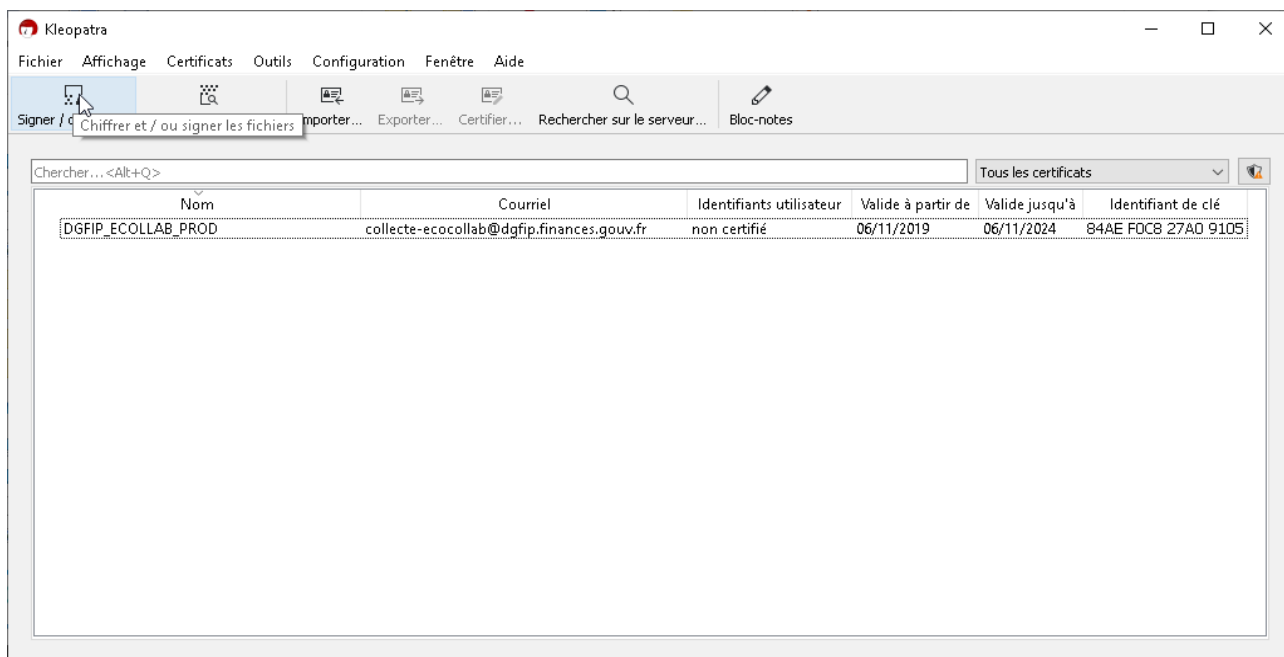 Kleopatra
Fichier Affichage Certificats Outils Configuration Fenêtre Aide
Signer / Importer... Exporter... Certifier... Rechercher sur le serveur... Bloc-notes
Chiffrer et / ou signer les fichiers
Chercher...<Alt+Q> Tous les certificats
Nom Courriel Identifiants utilisateur Valide à partir de Valide jusqu'à Identifiant de clé
DGFIP_ECOLLAB_PROD collecte-ecocollab@dgfip.finances.gouv.fr non certifié 06/11/2019 06/11/2024 84AE F0C8 27A0 9105